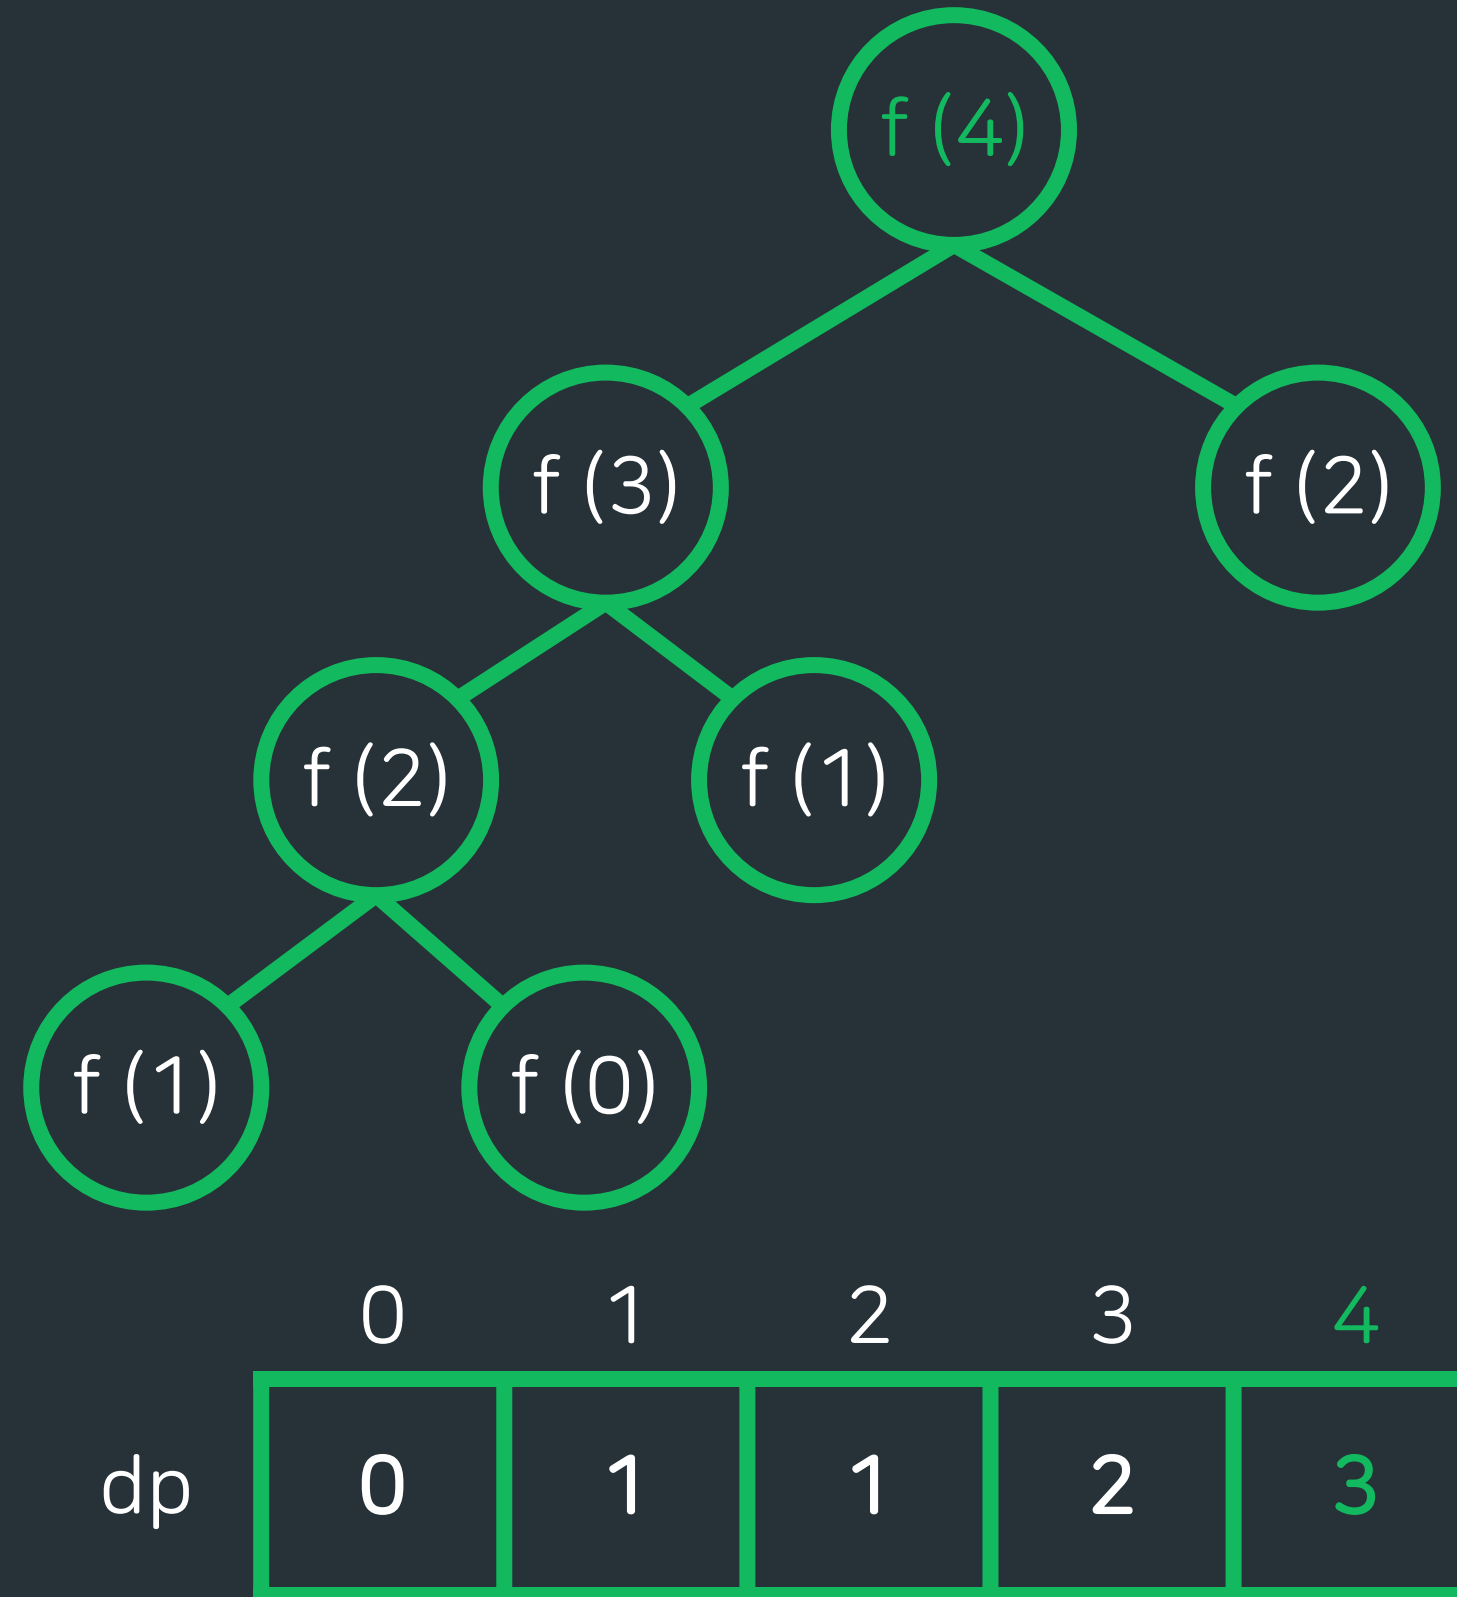 f (4)
f (3)
f (2)
f (2)
f (1)
f (1)
f (0)
0 1 2 3 4
dp 0 1 1 2 3